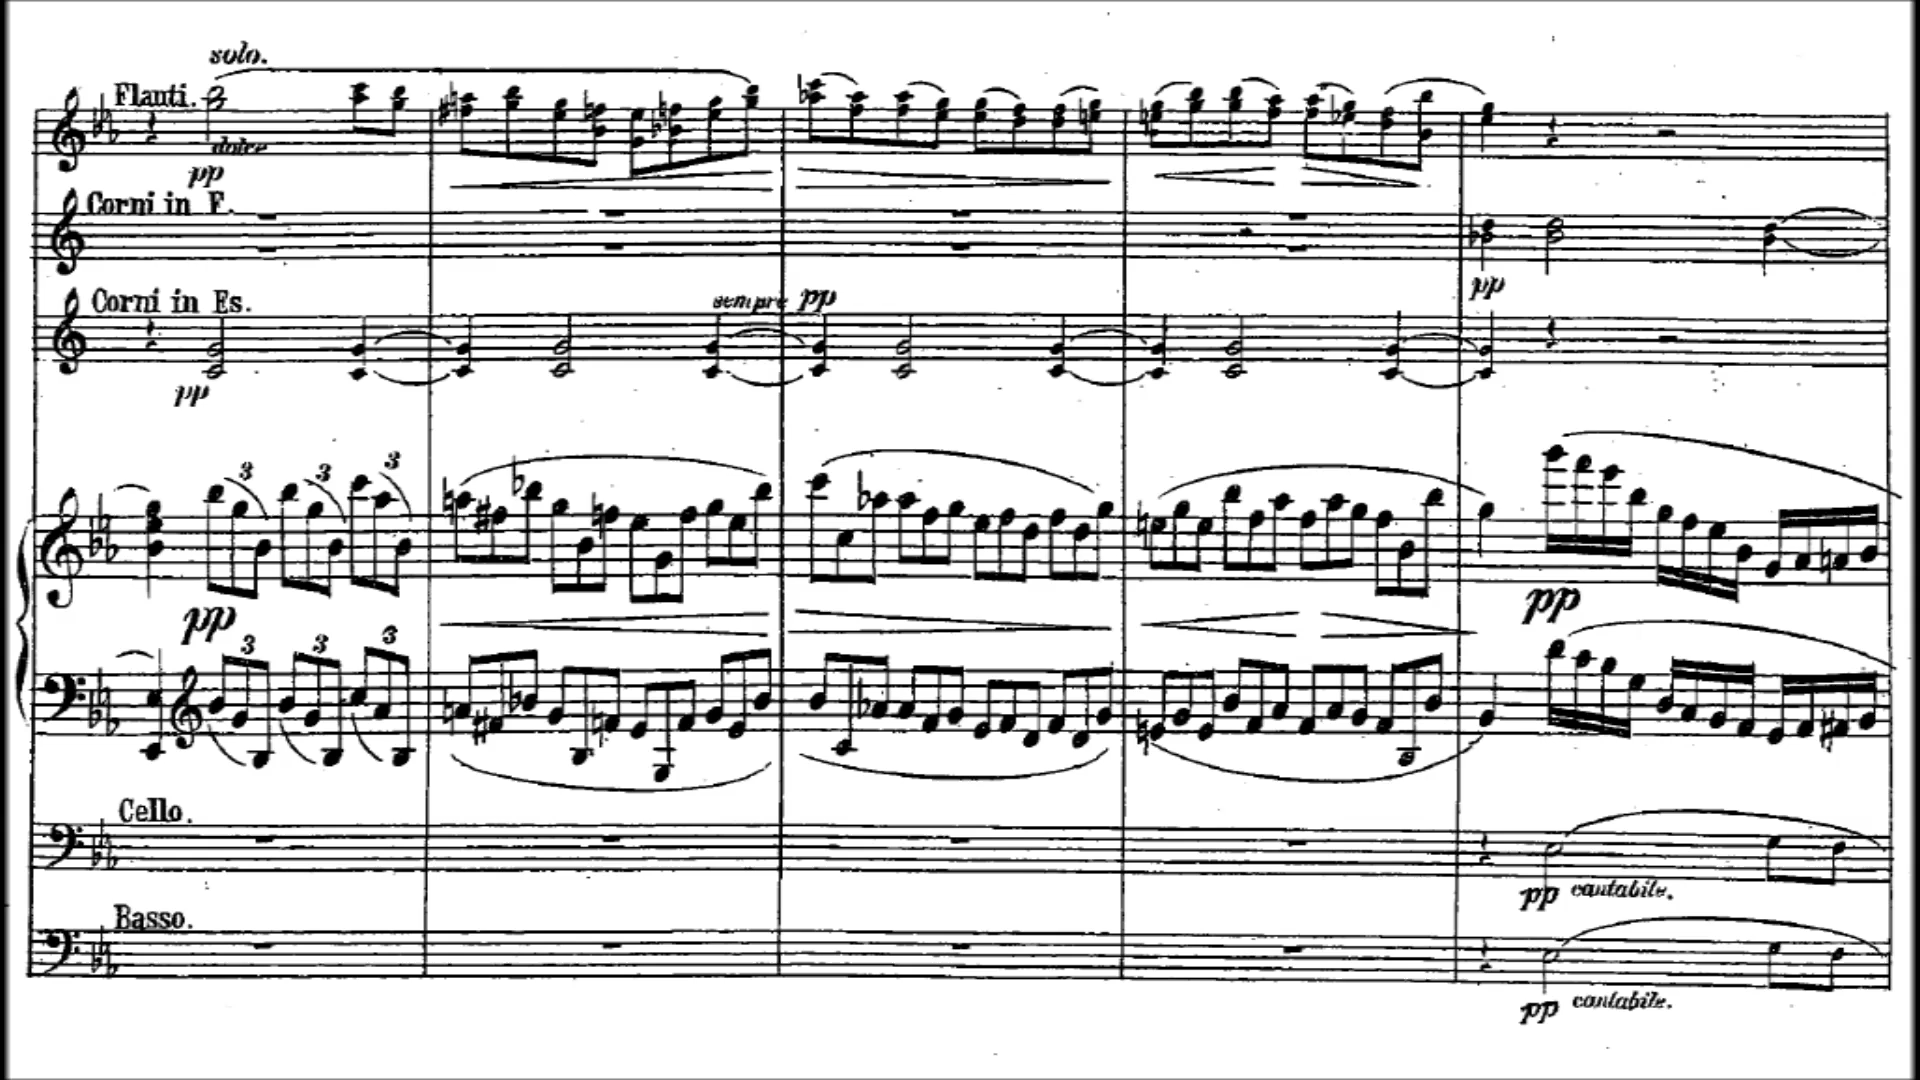 solo.
Flauti.
dolce
pp
Corni in F.
pp
Corni in Es.
sempre pp
pp
3 3 3
pp
3 3 3
pp
Cello.
pp cantabile.
Basso.
pp cantabile.